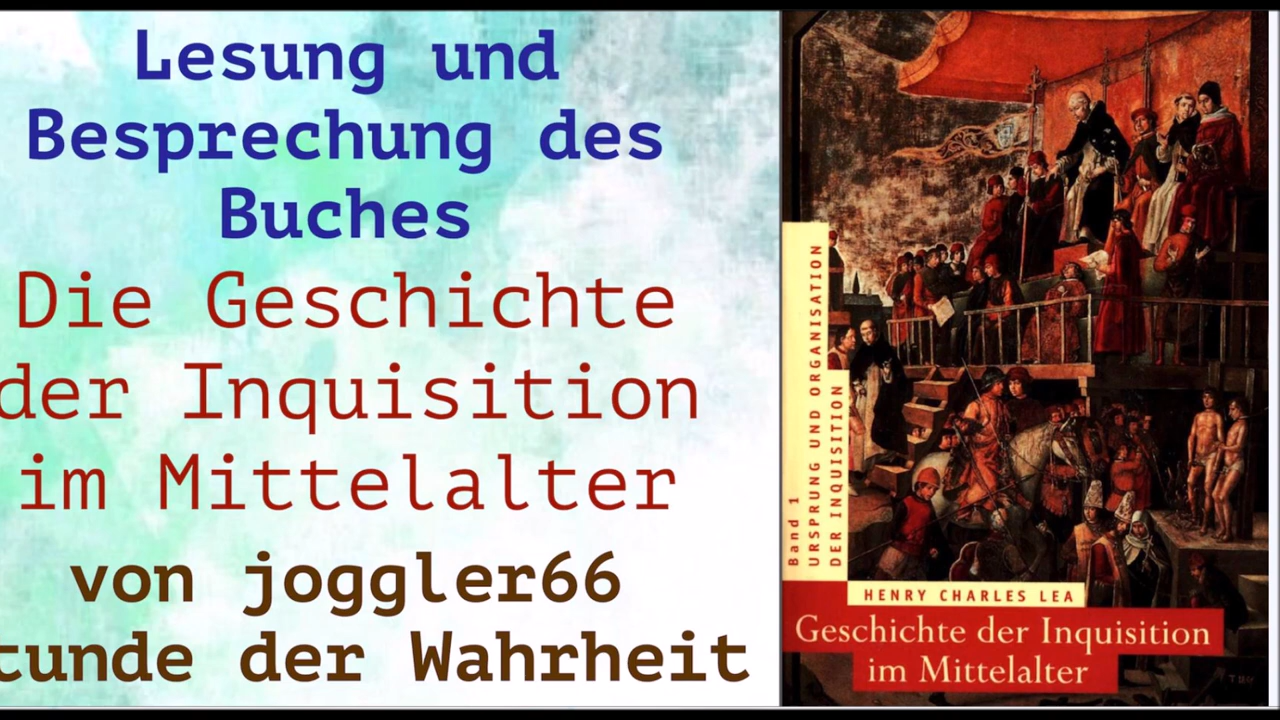 Lesung und
Besprechung des
Buches
Die Geschichte
der Inquisition
im Mittelalter
von joggler66
tunde der Wahrheit
Band 1
URSPRUNG UND ORGANISATION
DER INQUISITION
HENRY CHARLES LEA
Geschichte der Inquisition
im Mittelalter